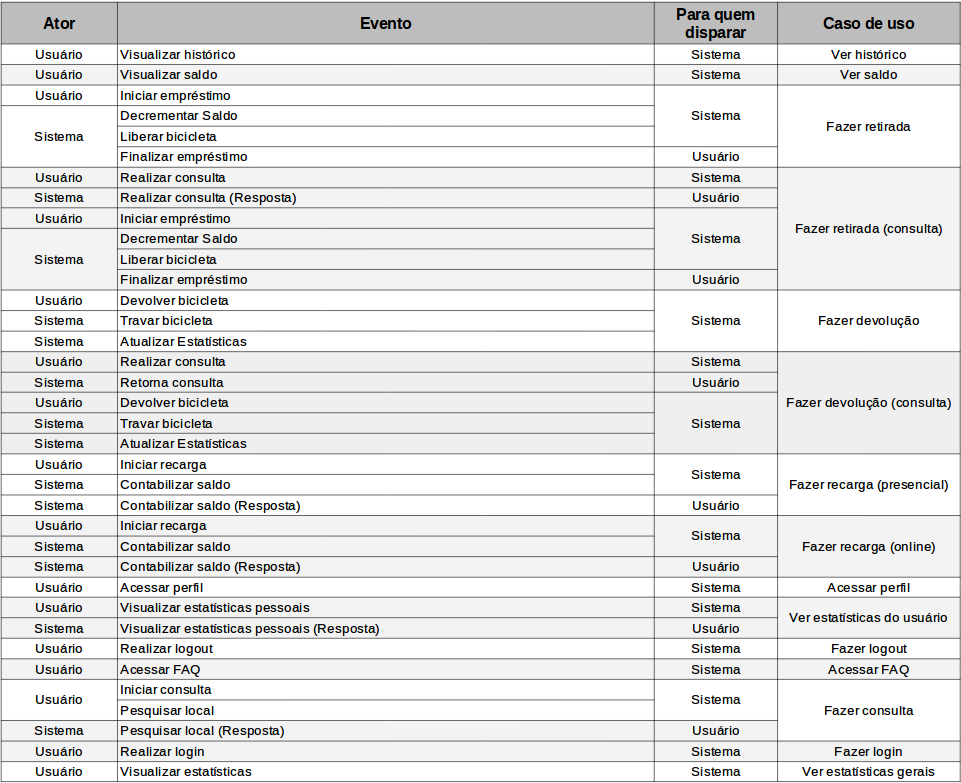 Ator Evento Para quem disparar Caso de uso
Usuário Visualizar histórico Sistema Ver histórico
Usuário Visualizar saldo Sistema Ver saldo
Usuário Iniciar empréstimo
Sistema Decrementar Saldo Sistema Fazer retirada
Liberar bicicleta
Finalizar empréstimo Usuário
Usuário Realizar consulta Sistema
Sistema Realizar consulta (Resposta) Usuário
Usuário Iniciar empréstimo
Sistema Decrementar Saldo Sistema Fazer retirada (consulta)
Liberar bicicleta
Finalizar empréstimo Usuário
Usuário Devolver bicicleta
Sistema Travar bicicleta Sistema Fazer devolução
Sistema Atualizar Estatísticas
Usuário Realizar consulta Sistema
Sistema Retorna consulta Usuário
Usuário Devolver bicicleta Fazer devolução (consulta)
Sistema Travar bicicleta Sistema
Sistema Atualizar Estatísticas
Usuário Iniciar recarga Sistema
Sistema Contabilizar saldo Fazer recarga (presencial)
Sistema Contabilizar saldo (Resposta) Usuário
Usuário Iniciar recarga Sistema
Sistema Contabilizar saldo Fazer recarga (online)
Sistema Contabilizar saldo (Resposta) Usuário
Usuário Acessar perfil Sistema Acessar perfil
Usuário Visualizar estatísticas pessoais Sistema Ver estatísticas do usuário
Sistema Visualizar estatísticas pessoais (Resposta) Usuário
Usuário Realizar logout Sistema Fazer logout
Usuário Acessar FAQ Sistema Acessar FAQ
Usuário Iniciar consulta Sistema
Pesquisar local Fazer consulta
Sistema Pesquisar local (Resposta) Usuário
Usuário Realizar login Sistema Fazer login
Usuário Visualizar estatísticas Sistema Ver estatísticas gerais